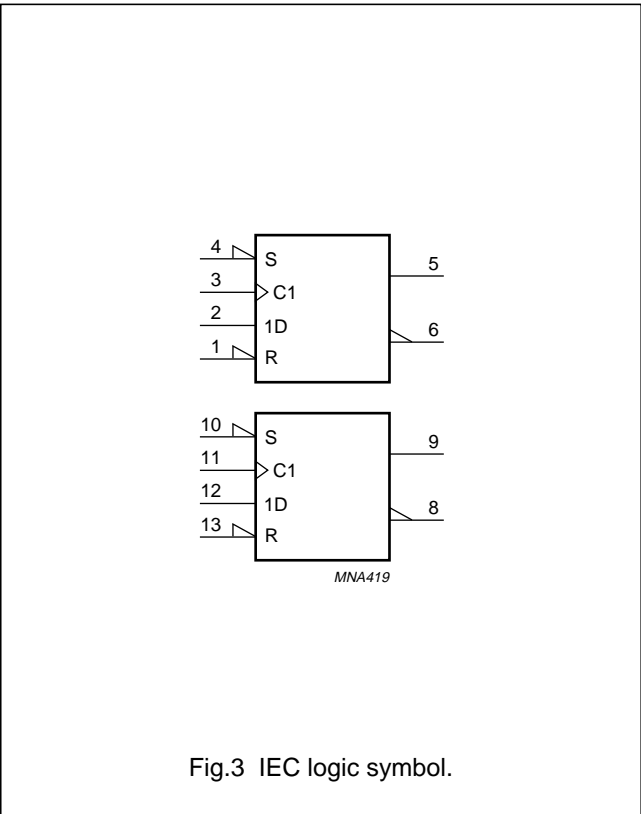 4 S 5
3 C1
2 1D 6
1 R
10 S 9
11 C1
12 1D 8
13 R
MNA419
Fig.3 IEC logic symbol.